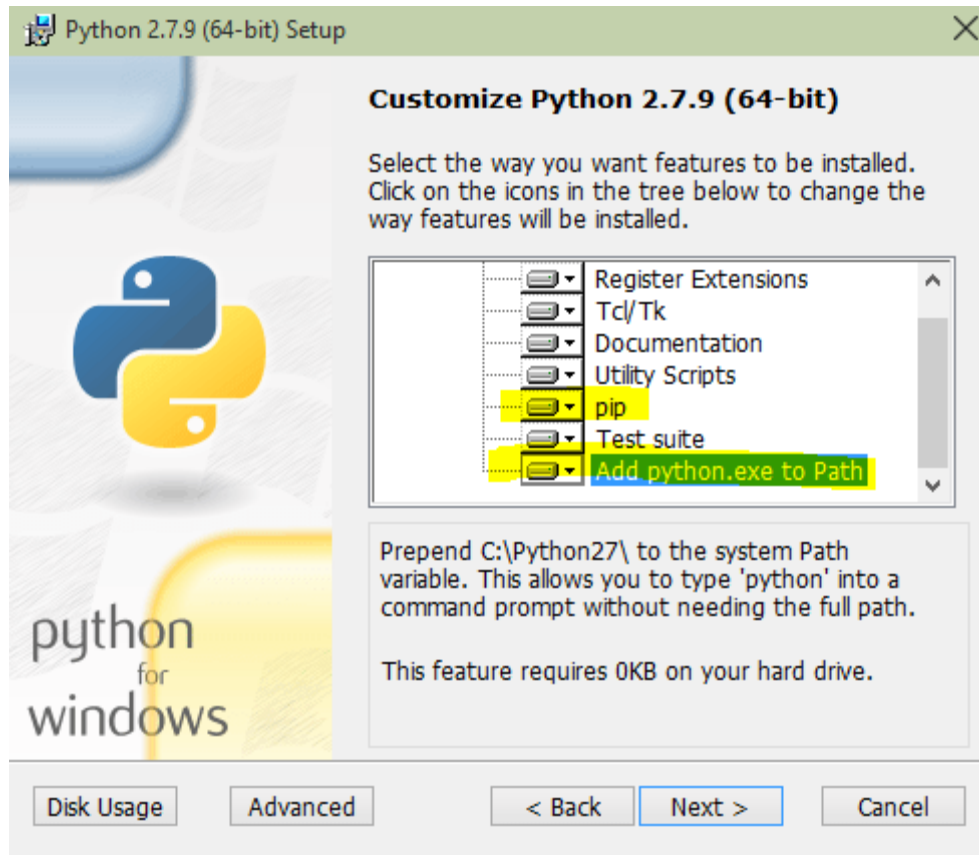 Python 2.7.9 (64-bit) Setup
Customize Python 2.7.9 (64-bit)
Select the way you want features to be installed.
Click on the icons in the tree below to change the
way features will be installed.
Register Extensions
Tcl/Tk
Documentation
Utility Scripts
pip
Test suite
Add python.exe to Path
Prepend C:\Python27\ to the system Path
variable. This allows you to type 'python' into a
command prompt without needing the full path.
This feature requires 0KB on your hard drive.
python
for
windows
Disk Usage
Advanced
< Back
Next >
Cancel